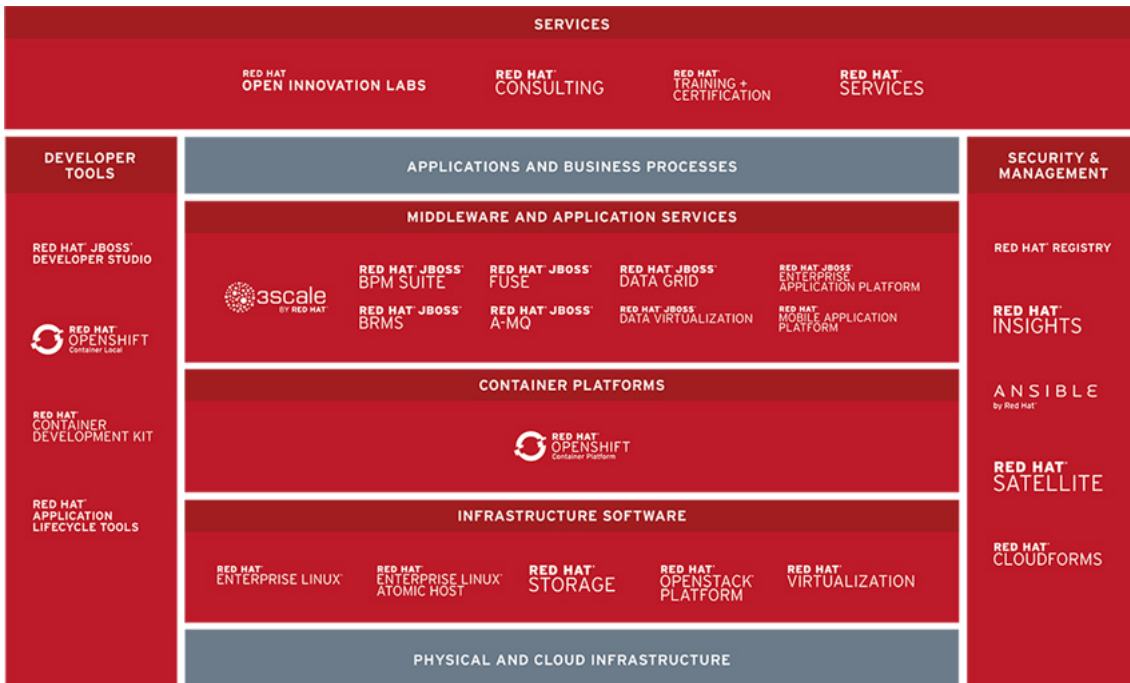 SERVICES
RED HAT
OPEN INNOVATION LABS
RED HAT
CONSULTING
RED HAT
TRAINING +
CERTIFICATION
RED HAT
SERVICES
DEVELOPER
TOOLS
RED HAT JBOSS
DEVELOPER STUDIO
RED HAT
OPENSHIFT
Container Local
RED HAT
CONTAINER
DEVELOPMENT KIT
RED HAT
APPLICATION
LIFECYCLE TOOLS
APPLICATIONS AND BUSINESS PROCESSES
MIDDLEWARE AND APPLICATION SERVICES
3scale
BY RED HAT
RED HAT JBOSS
BPM SUITE
RED HAT JBOSS
FUSE
RED HAT JBOSS
DATA GRID
RED HAT JBOSS
ENTERPRISE
APPLICATION PLATFORM
RED HAT JBOSS
BRMS
RED HAT JBOSS
A-MQ
RED HAT JBOSS
DATA VIRTUALIZATION
RED HAT
MOBILE APPLICATION
PLATFORM
CONTAINER PLATFORMS
RED HAT
OPENSHIFT
Container Platform
INFRASTRUCTURE SOFTWARE
RED HAT
ENTERPRISE LINUX
RED HAT
ENTERPRISE LINUX
ATOMIC HOST
RED HAT
STORAGE
RED HAT
OPENSTACK
PLATFORM
RED HAT
VIRTUALIZATION
PHYSICAL AND CLOUD INFRASTRUCTURE
SECURITY &
MANAGEMENT
RED HAT REGISTRY
RED HAT
INSIGHTS
ANSIBLE
by Red Hat
RED HAT
SATELLITE
RED HAT
CLOUDFORMS